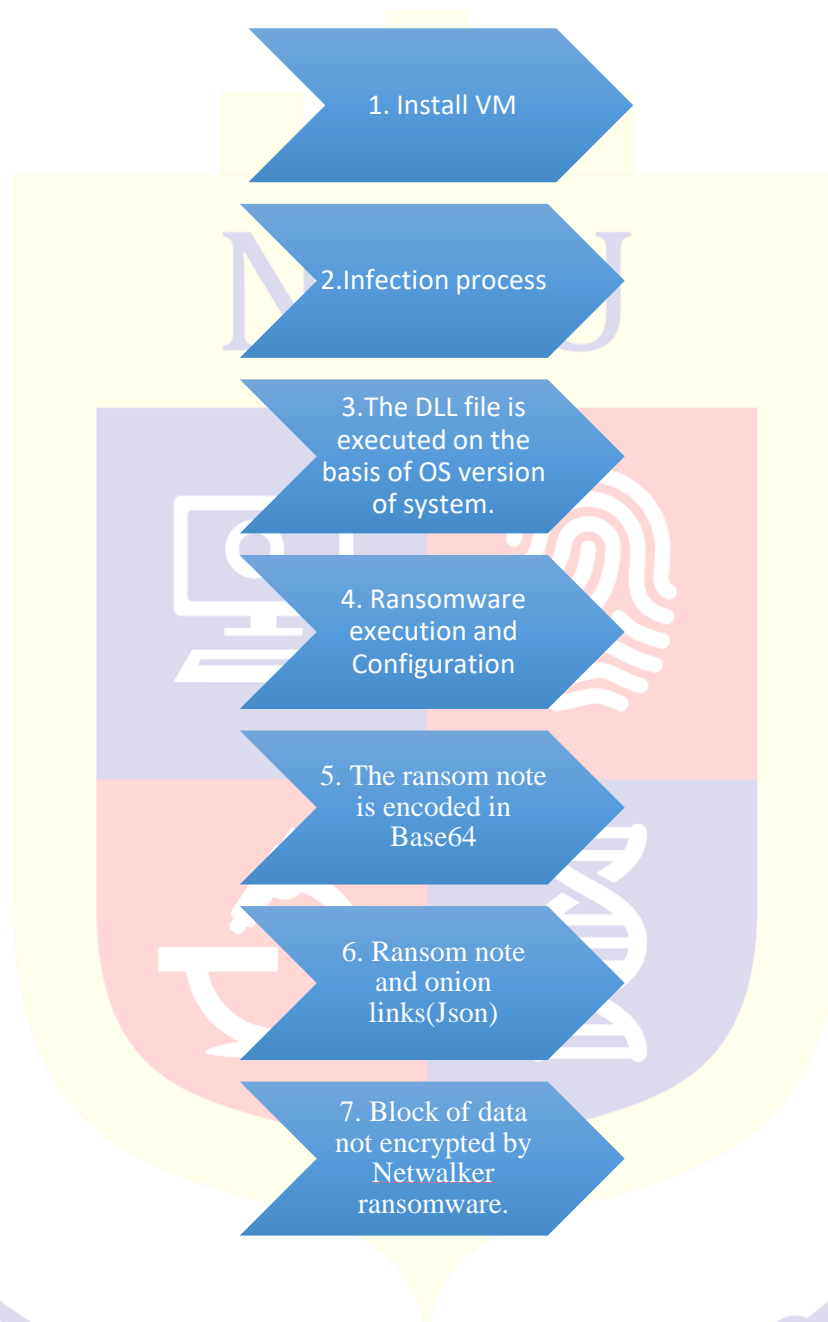 1. Install VM
N U
2.Infection process
3.The DLL file is
executed on the
basis of OS version
of system.
4. Ransomware
execution and
Configuration
5. The ransom note
is encoded in
Base64
6. Ransom note
and onion
links(Json)
7. Block of data
not encrypted by
Netwalker
ransomware.